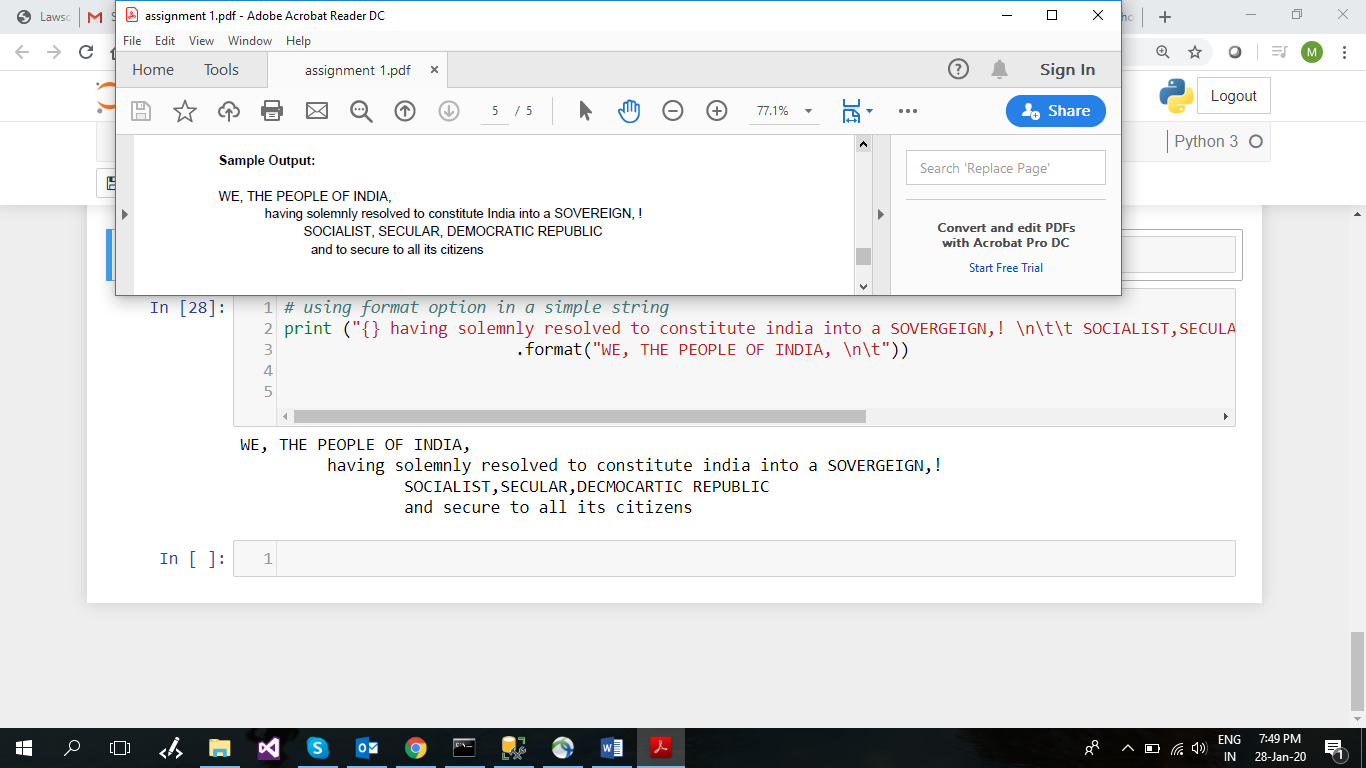 Lawsc
assignment 1.pdf - Adobe Acrobat Reader DC
File Edit View Window Help
Home Tools assignment 1.pdf × Sign In
5 / 5 77.1% Share
M
Logout
Python 3
Sample Output:
WE, THE PEOPLE OF INDIA,
having solemnly resolved to constitute India into a SOVEREIGN, !
SOCIALIST, SECULAR, DEMOCRATIC REPUBLIC
and to secure to all its citizens
Search 'Replace Page'
Convert and edit PDFs
with Acrobat Pro DC
Start Free Trial
In [28]:
1 # using format option in a simple string
2 print ("{} having solemnly resolved to constitute india into a SOVERGEIGN,! \n\t\t SOCIALIST,SECULA
3 .format("WE, THE PEOPLE OF INDIA, \n\t"))
4
5
WE, THE PEOPLE OF INDIA,
having solemnly resolved to constitute india into a SOVERGEIGN,!
SOCIALIST,SECULAR,DECMOCARTIC REPUBLIC
and secure to all its citizens
In [ ]: 1
ENG 7:49 PM
IN 28-Jan-20 1